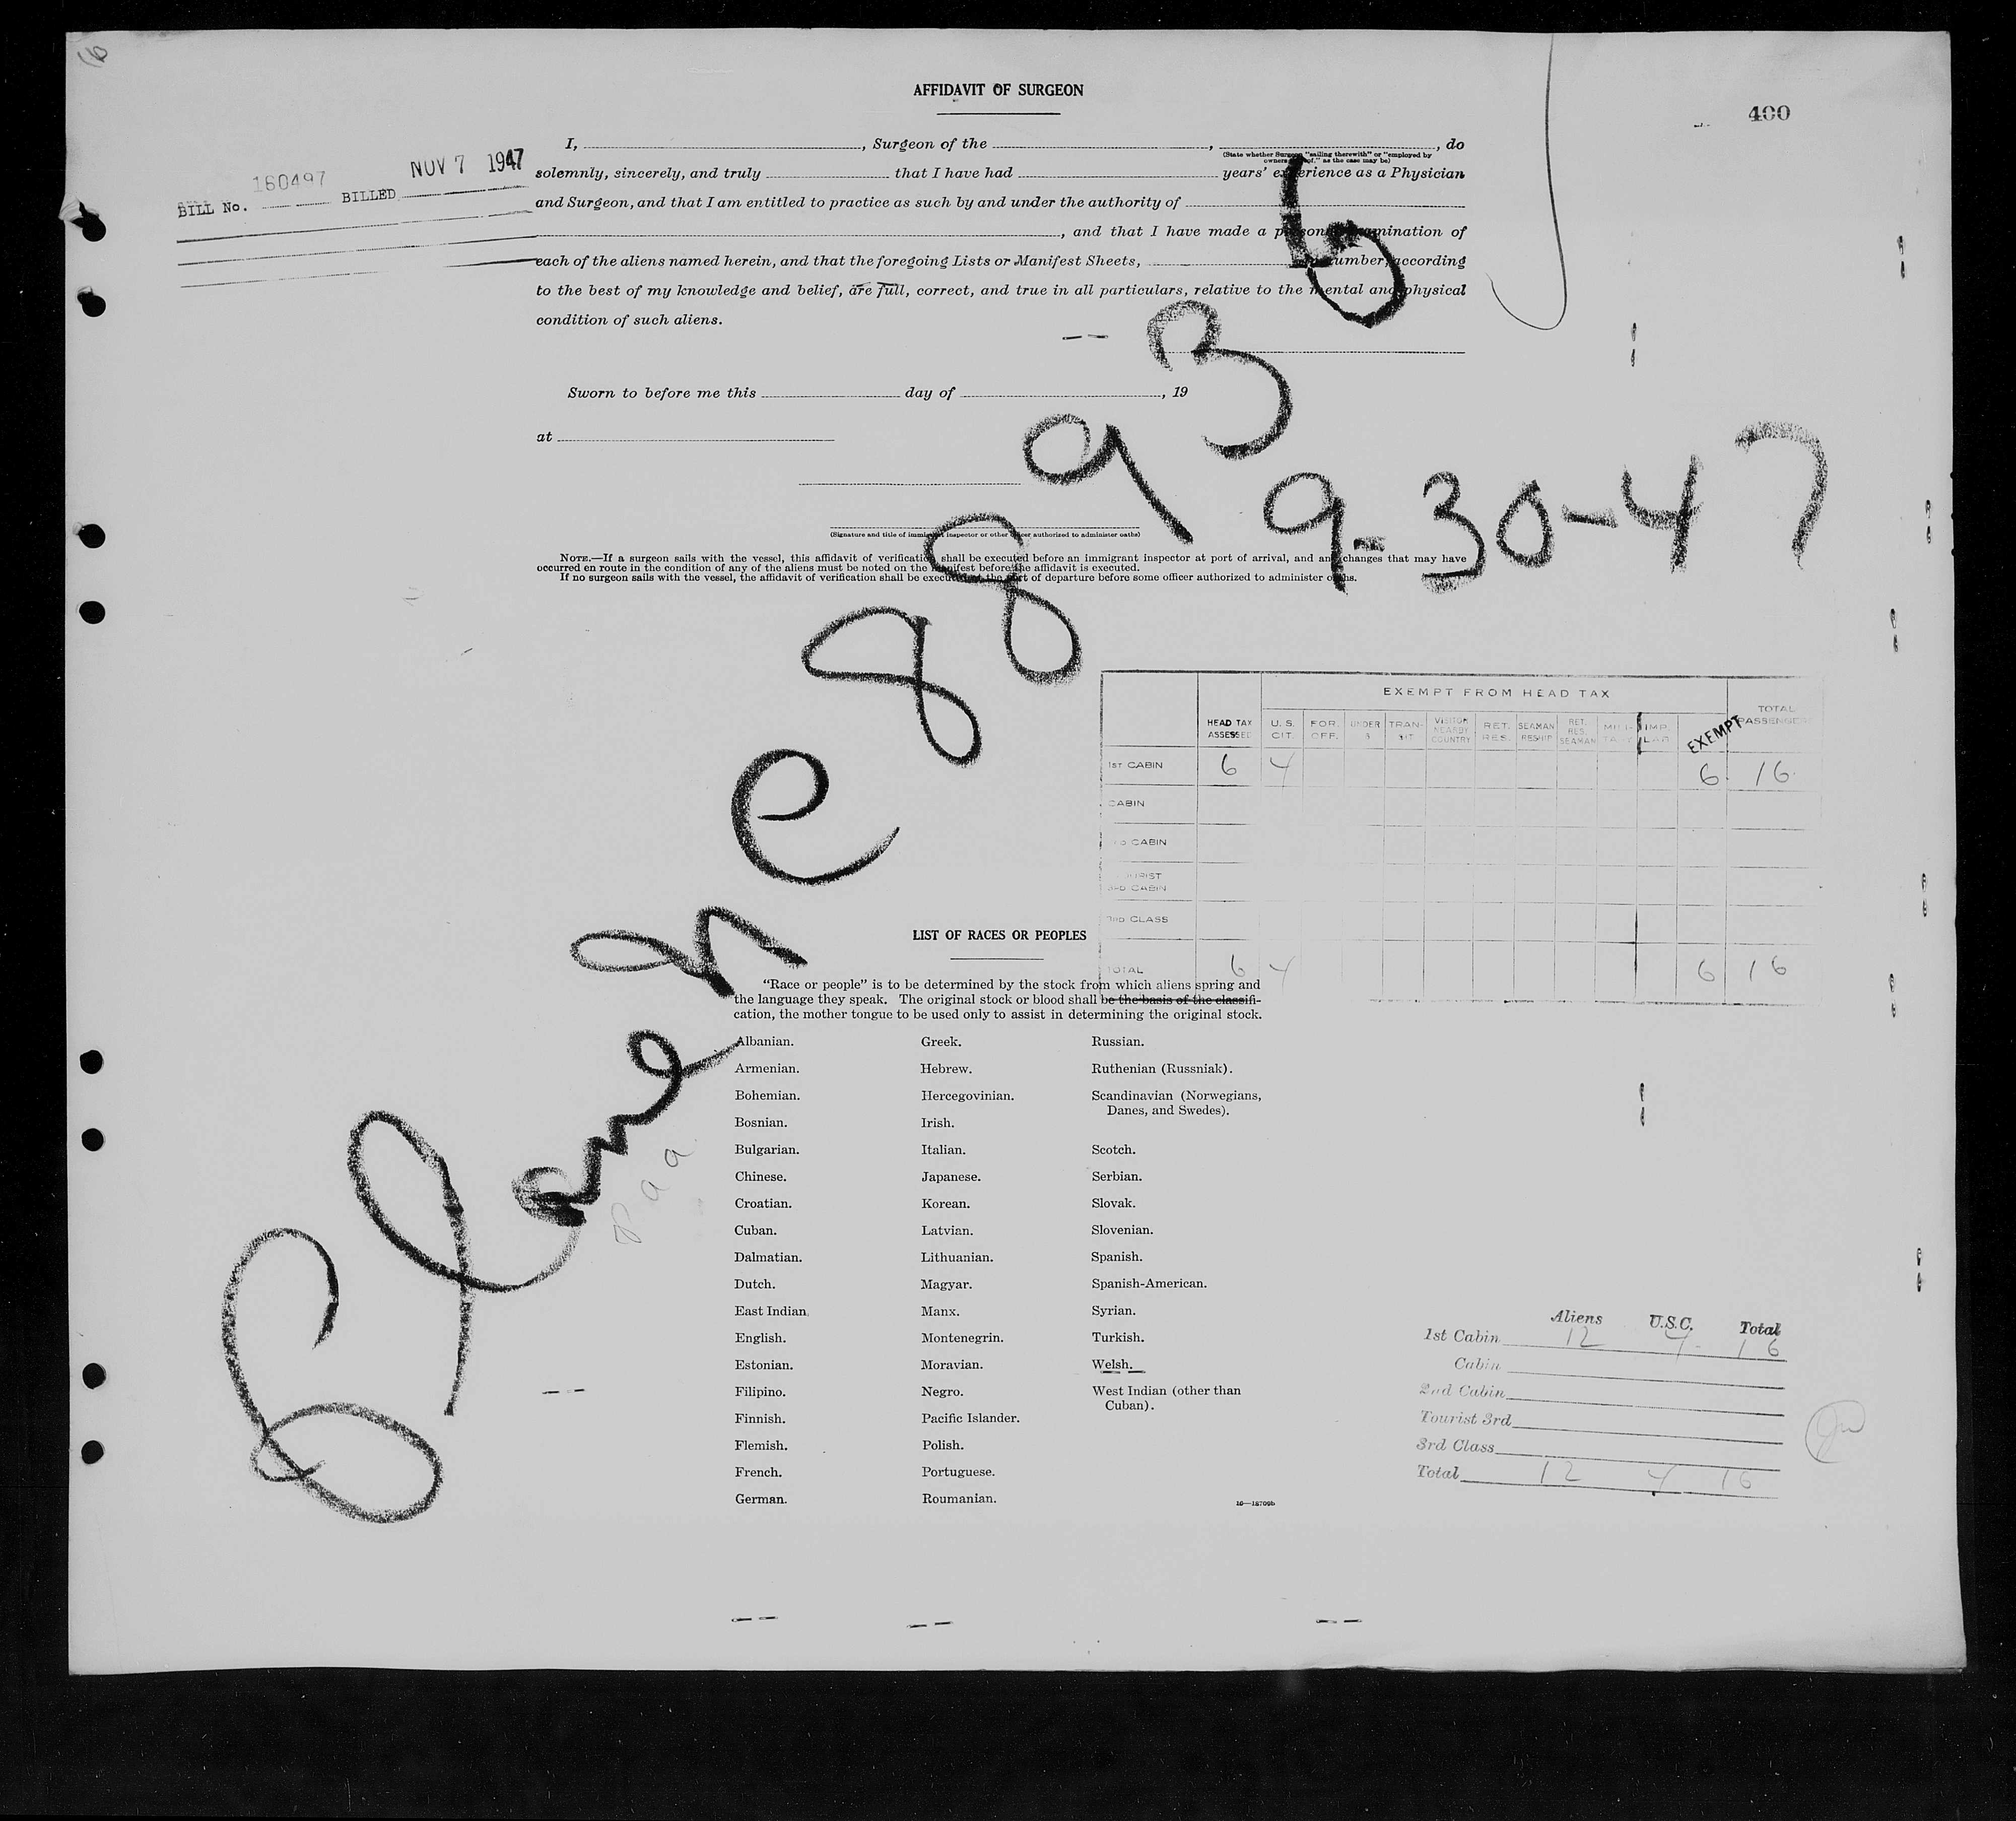 16
AFFIDAVIT OF SURGEON
400
I, , Surgeon of the , , do
(State whether Surgeon "sailing therewith" or "employed by
owners of," as the case may be)
BILL No. 160497 BILLED NOV 7 1947
solemnly, sincerely, and truly that I have had years' experience as a Physician
and Surgeon, and that I am entitled to practice as such by and under the authority of
, and that I have made a personal examination of
each of the aliens named herein, and that the foregoing Lists or Manifest Sheets, in number, according
to the best of my knowledge and belief, are full, correct, and true in all particulars, relative to the mental and physical
condition of such aliens.
Sworn to before me this day of , 19
at
(Signature and title of immigrant inspector or other officer authorized to administer oaths)
NOTE.—If a surgeon sails with the vessel, this affidavit of verification shall be executed before an immigrant inspector at port of arrival, and any changes that may have
occurred en route in the condition of any of the aliens must be noted on the manifest before the affidavit is executed.
If no surgeon sails with the vessel, the affidavit of verification shall be executed at the port of departure before some officer authorized to administer oaths.
Plane 88936
9-30-47
Paa
EXEMPT FROM HEAD TAX
HEAD TAX ASSESSED U. S. CIT. FOR. OFF. UNDER TRAN-SIT VISITOR NEARBY COUNTRY RET. RES. SEAMAN RESHIP RET. RES. SEAMAN EXEMPT TOTAL PASSENGERS
1ST CABIN 6 4 6 16
CABIN
CABIN
TOURIST
3RD CABIN
3RD CLASS
TOTAL 6 4 6 16
LIST OF RACES OR PEOPLES
"Race or people" is to be determined by the stock from which aliens spring and
the language they speak. The original stock or blood shall be the basis of the classifi-
cation, the mother tongue to be used only to assist in determining the original stock.
Albanian. Greek. Russian.
Armenian. Hebrew. Ruthenian (Russniak).
Bohemian. Hercegovinian. Scandinavian (Norwegians,
Danes, and Swedes).
Bosnian. Irish.
Bulgarian. Italian. Scotch.
Chinese. Japanese. Serbian.
Croatian. Korean. Slovak.
Cuban. Latvian. Slovenian.
Dalmatian. Lithuanian. Spanish.
Dutch. Magyar. Spanish-American.
East Indian. Manx. Syrian.
English. Montenegrin. Turkish.
Estonian. Moravian. Welsh.
Filipino. Negro. West Indian (other than
Cuban).
Finnish. Pacific Islander.
Flemish. Polish.
French. Portuguese.
German. Roumanian.
16—18700b
Aliens U.S.C. Total
1st Cabin 12 4 16
Cabin
2nd Cabin
Tourist 3rd
3rd Class
Total 12 4 16